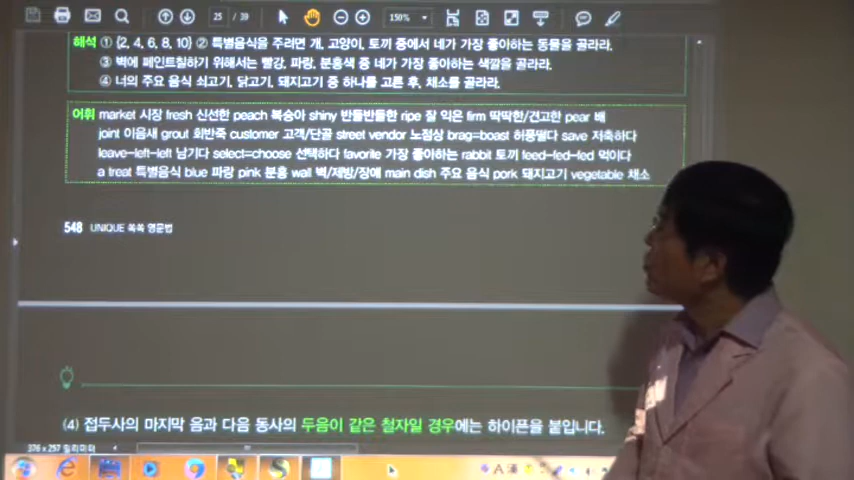 25 / 39 150%
해석 ① {2, 4, 6, 8, 10} ② 특별음식을 주려면 개, 고양이, 토끼 중에서 네가 가장 좋아하는 동물을 골라라.
③ 벽에 페인트칠하기 위해서는 빨강, 파랑, 분홍색 중 네가 가장 좋아하는 색깔을 골라라.
④ 너의 주요 음식 쇠고기, 닭고기, 돼지고기 중 하나를 고른 후, 채소를 골라라.
어휘 market 시장 fresh 신선한 peach 복숭아 shiny 반들반들한 ripe 잘 익은 firm 딱딱한/견고한 pear 배
joint 이음새 grout 회반죽 customer 고객/단골 street vendor 노점상 brag=boast 허풍떨다 save 저축하다
leave-left-left 남기다 select=choose 선택하다 favorite 가장 좋아하는 rabbit 토끼 feed-fed-fed 먹이다
a treat 특별음식 blue 파랑 pink 분홍 wall 벽/제방/장애 main dish 주요 음식 pork 돼지고기 vegetable 채소
548 UNIQUE 쏙쏙 영문법
(4) 접두사의 마지막 음과 다음 동사의 두음이 같은 철자일 경우에는 하이픈을 붙입니다.
376 x 257 밀리미터
A 漢